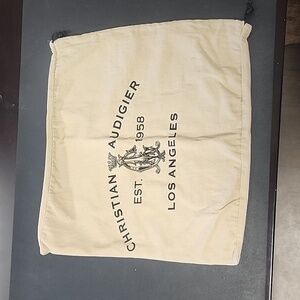 CHRISTIAN AUDIGIER
EST. 1958
LOS ANGELES